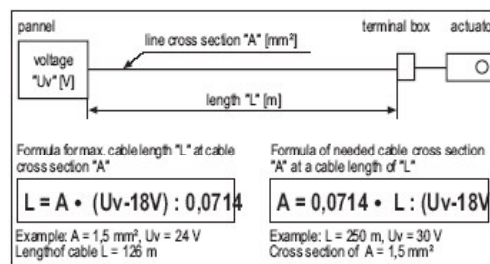 pannel
voltage
"Uv" [V]
line cross section "A" [mm²]
terminal box
actuato
length "L" [m]
Formula for max. cable length "L" at cable
cross section "A"
L = A • (Uv-18V) : 0,0714
Example: A = 1,5 mm², Uv = 24 V
Lengthof cable L = 126 m
Formula of needed cable cross section
"A" at a cable length of "L"
A = 0,0714 • L : (Uv-18V
Example: L = 250 m, Uv = 30 V
Cross section of A = 1,5 mm²